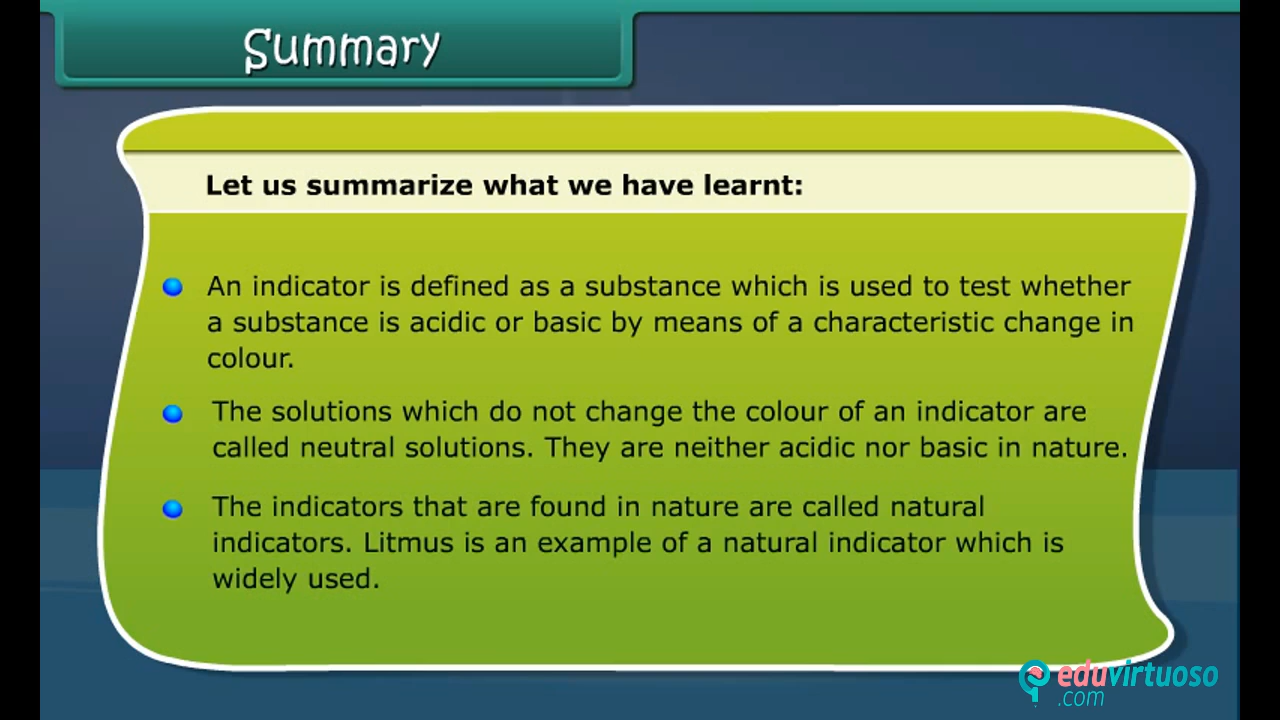 Summary
Let us summarize what we have learnt:
An indicator is defined as a substance which is used to test whether
a substance is acidic or basic by means of a characteristic change in
colour.
The solutions which do not change the colour of an indicator are
called neutral solutions. They are neither acidic nor basic in nature.
The indicators that are found in nature are called natural
indicators. Litmus is an example of a natural indicator which is
widely used.
eduvirtuoso
.com